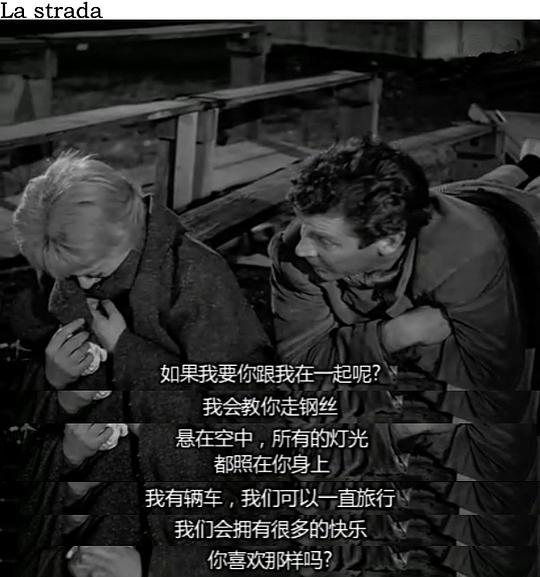 La strada
如果我要你跟我在一起呢?
我会教你走钢丝
悬在空中，所有的灯光
都照在你身上
我有辆车，我们可以一直旅行
我们会拥有很多的快乐
你喜欢那样吗?